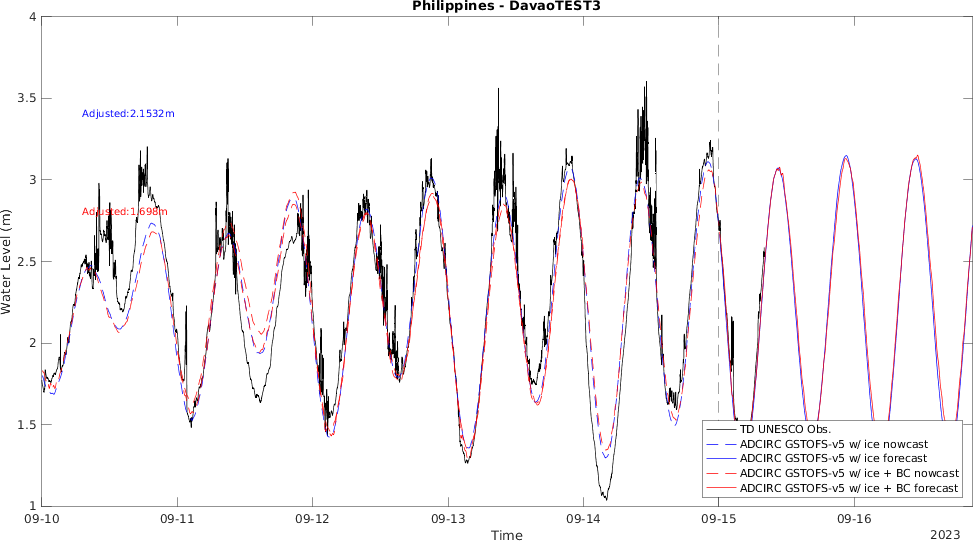 Philippines - DavaoTEST3
4
3.5
3
2.5
2
1.5
1
Water Level (m)
Adjusted:2.1532m
Adjusted:1.698m
TD UNESCO Obs.
ADCIRC GSTOFS-v5 w/ ice nowcast
ADCIRC GSTOFS-v5 w/ ice forecast
ADCIRC GSTOFS-v5 w/ ice + BC nowcast
ADCIRC GSTOFS-v5 w/ ice + BC forecast
09-10 09-11 09-12 09-13 09-14 09-15 09-16
Time
2023